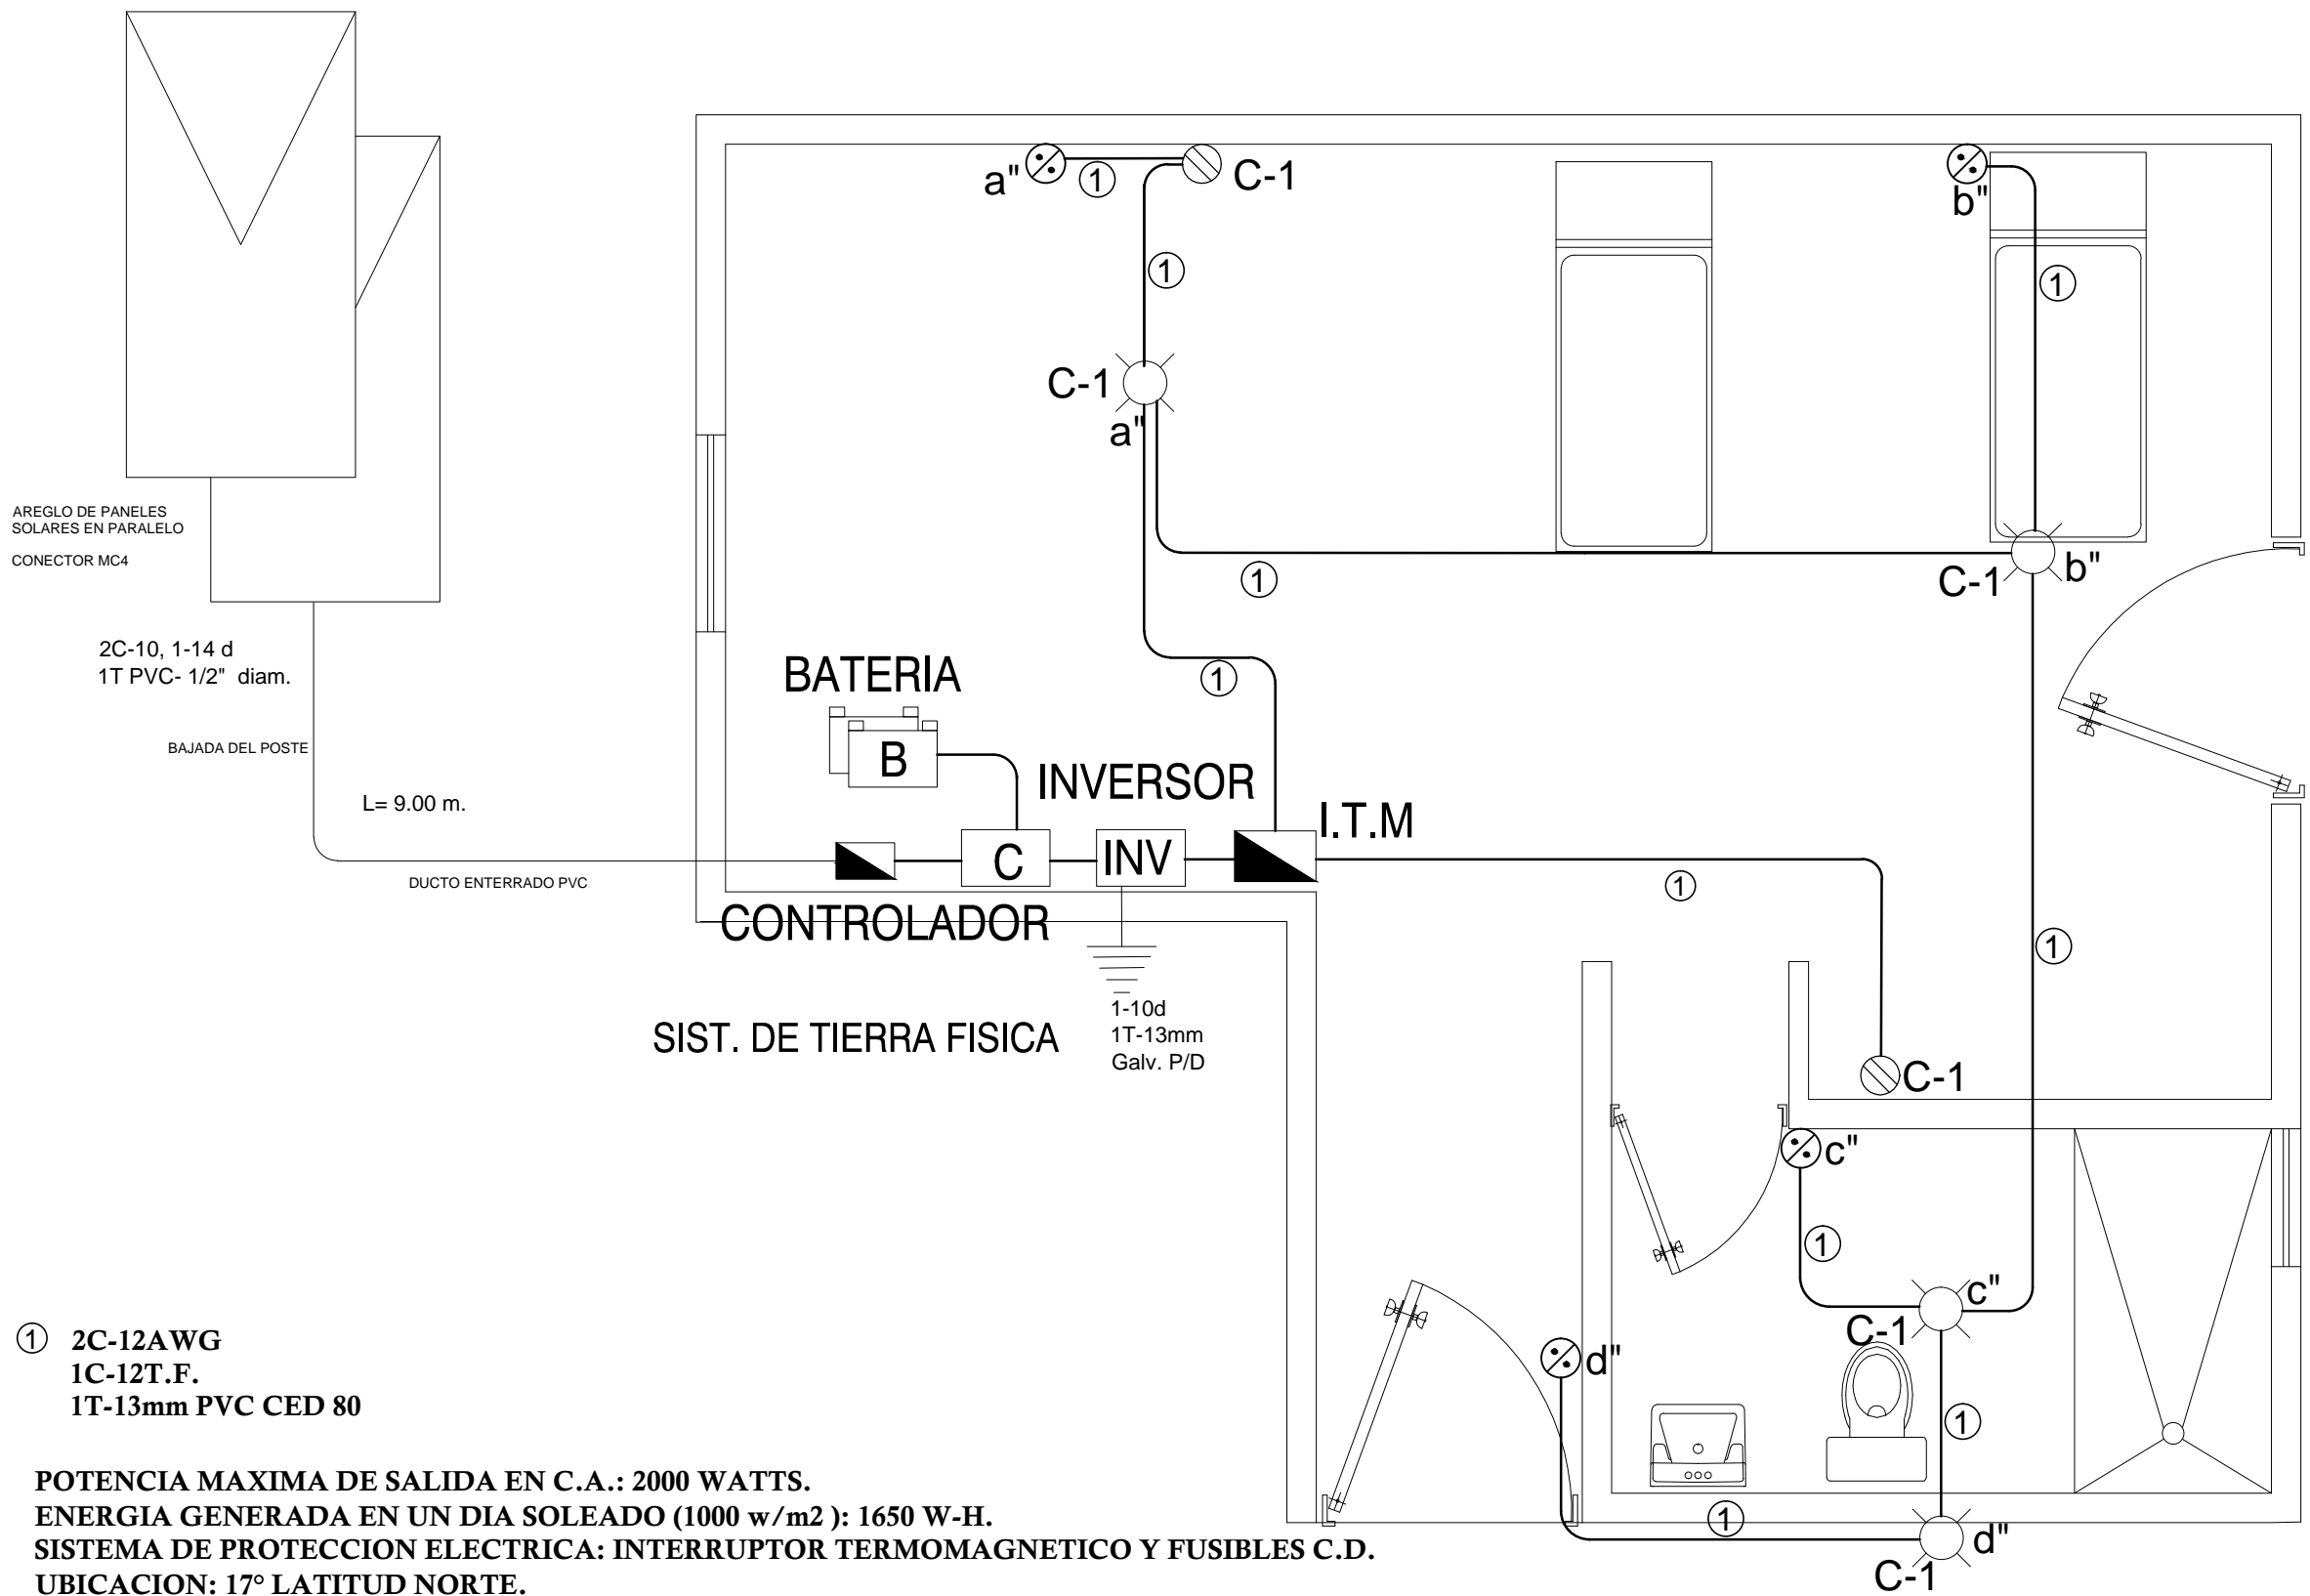 a"
1
C-1
b"
1
1
C-1
a"
AREGLO DE PANELES
SOLARES EN PARALELO
CONECTOR MC4
1
C-1
b"
2C-10, 1-14 d
1T PVC- 1/2" diam.
BATERIA
1
BAJADA DEL POSTE
B
INVERSOR
L= 9.00 m.
I.T.M
C
INV
DUCTO ENTERRADO PVC
1
CONTROLADOR
1
SIST. DE TIERRA FISICA
1-10d
1T-13mm
Galv. P/D
C-1
c"
1
c"
C-1
d"
1
1
d"
C-1
1 2C-12AWG
1C-12T.F.
1T-13mm PVC CED 80
POTENCIA MAXIMA DE SALIDA EN C.A.: 2000 WATTS.
ENERGIA GENERADA EN UN DIA SOLEADO (1000 w/m2 ): 1650 W-H.
SISTEMA DE PROTECCION ELECTRICA: INTERRUPTOR TERMOMAGNETICO Y FUSIBLES C.D.
UBICACION: 17° LATITUD NORTE.